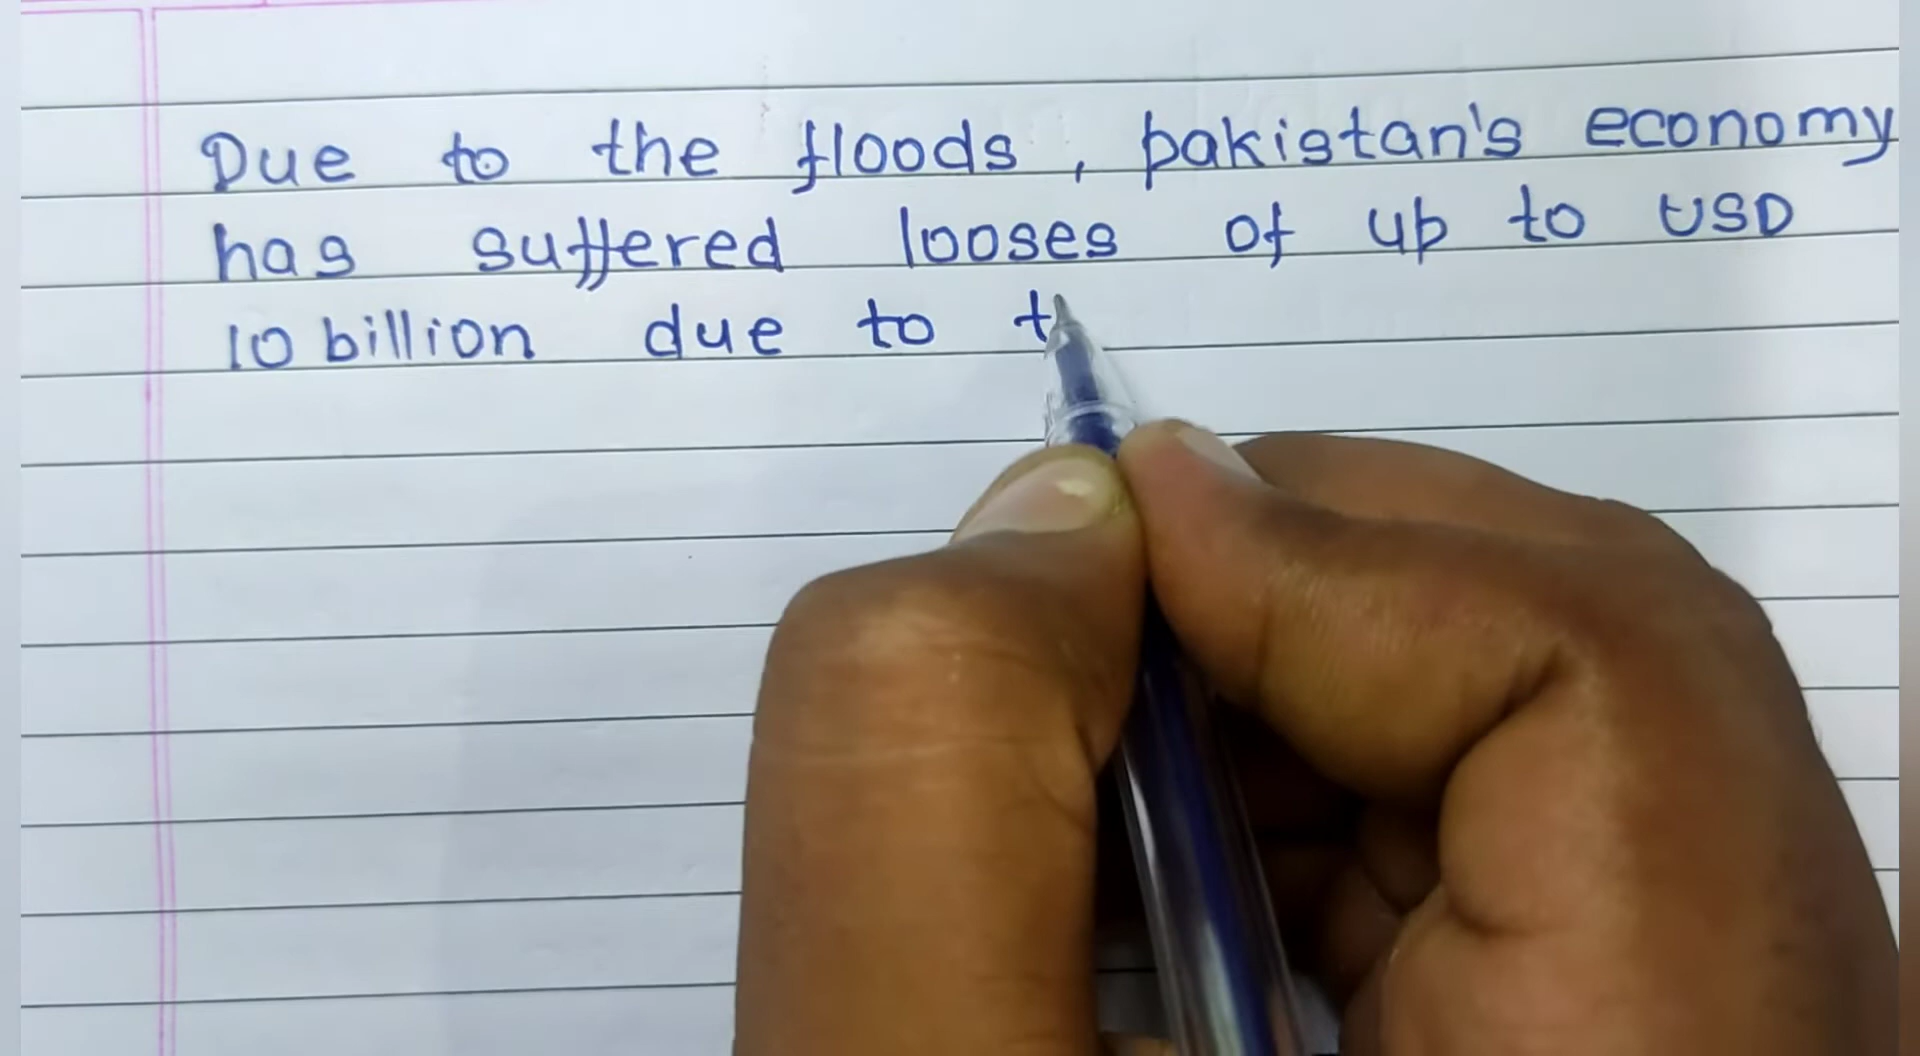 Due to the floods, pakistan's economy
has suffered looses of up to USD
10 billion due to t